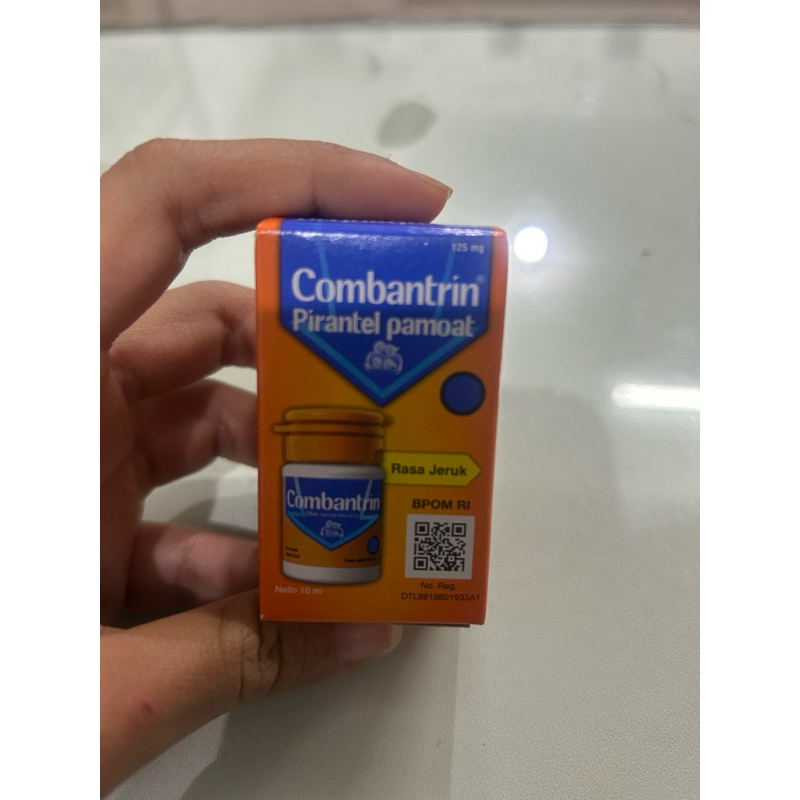 125 mg
Combantrin®
Pirantel pamoat
Rasa Jeruk
Combantrin
BPOM RI
Netto 10 ml
No. Reg.
DTL8819801933A1